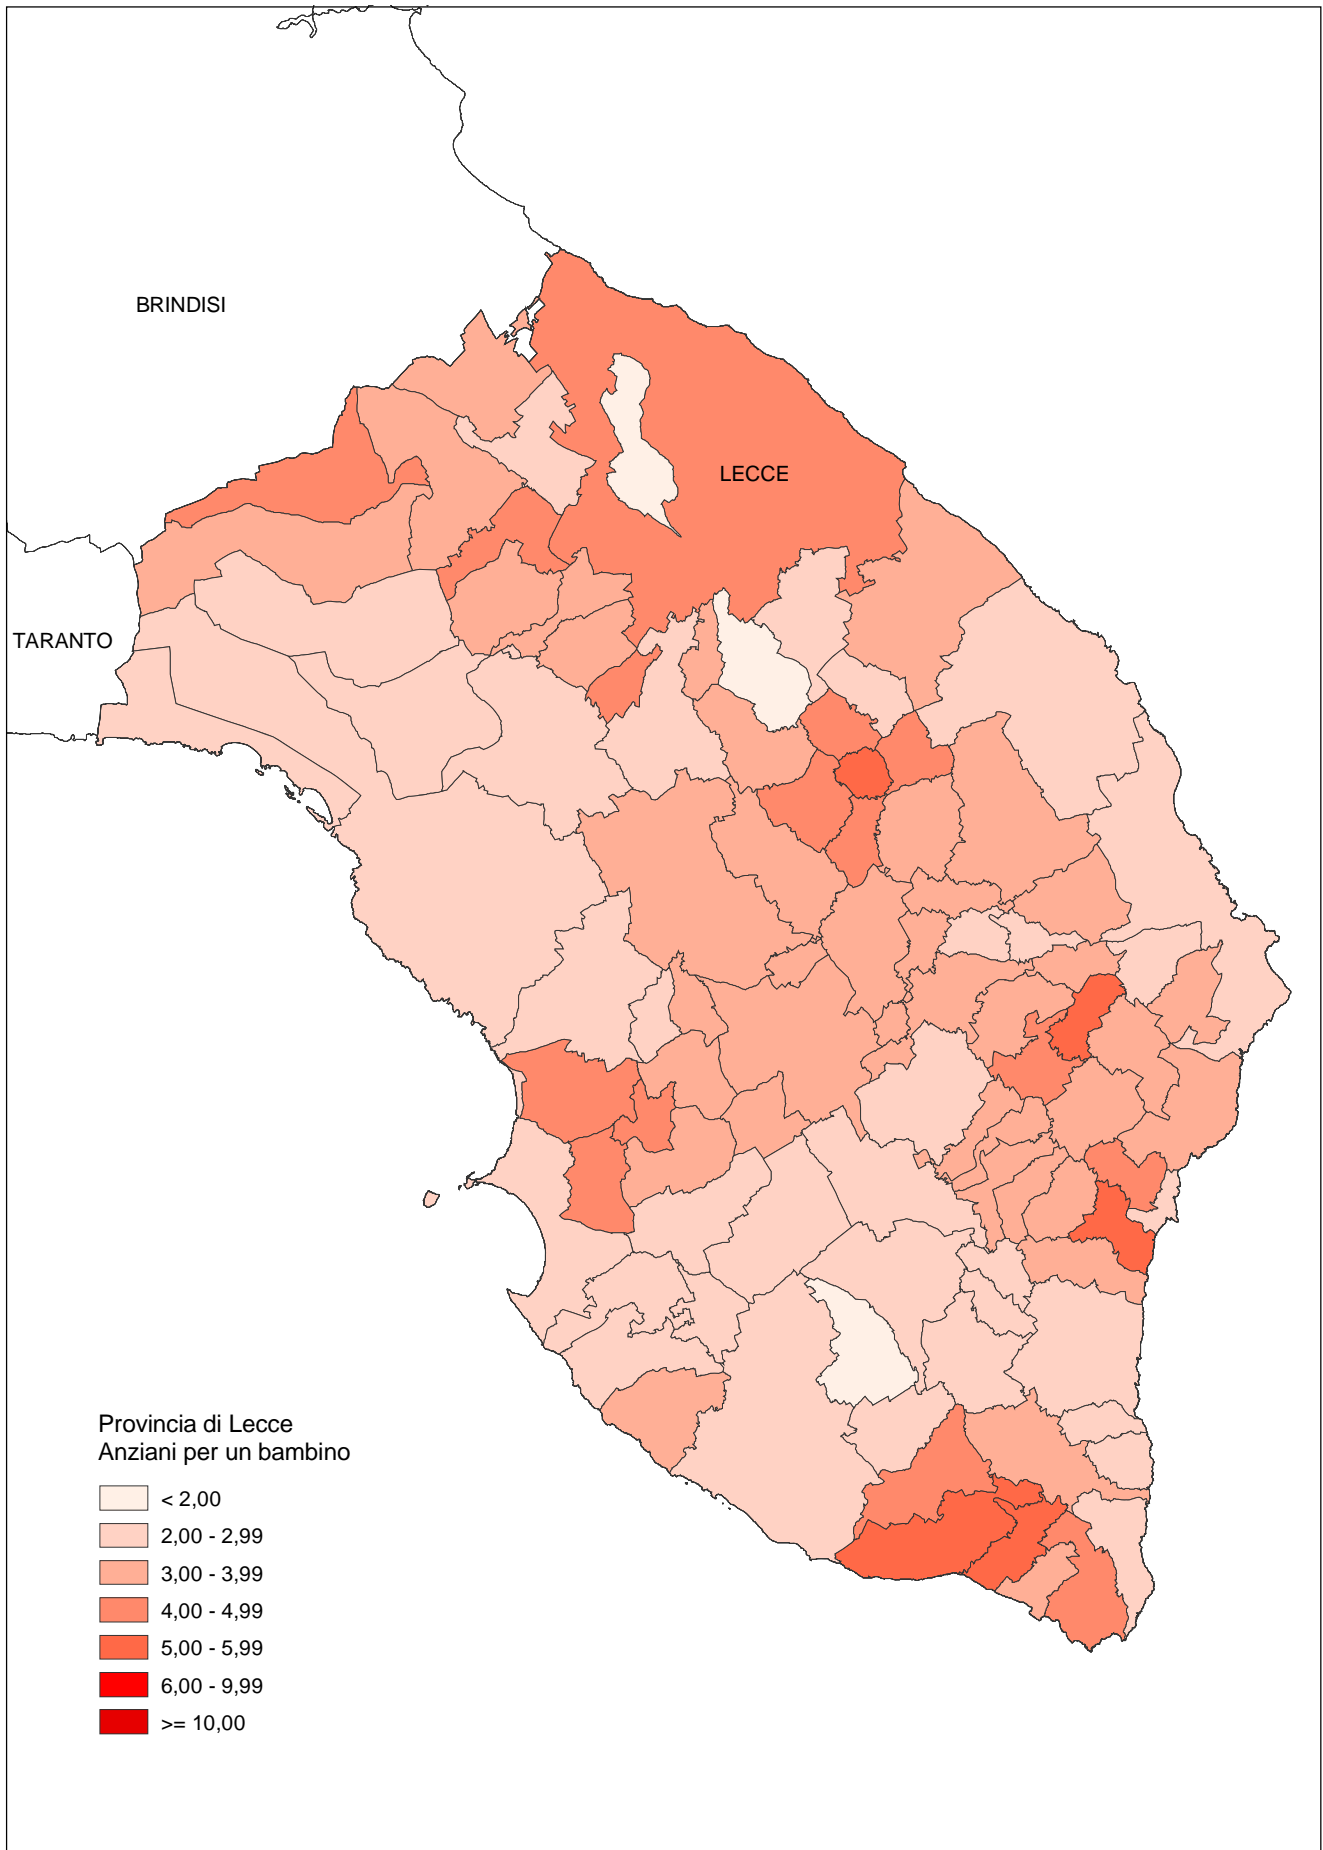 BRINDISI
LECCE
TARANTO
Provincia di Lecce
Anziani per un bambino
< 2,00
2,00 - 2,99
3,00 - 3,99
4,00 - 4,99
5,00 - 5,99
6,00 - 9,99
>= 10,00